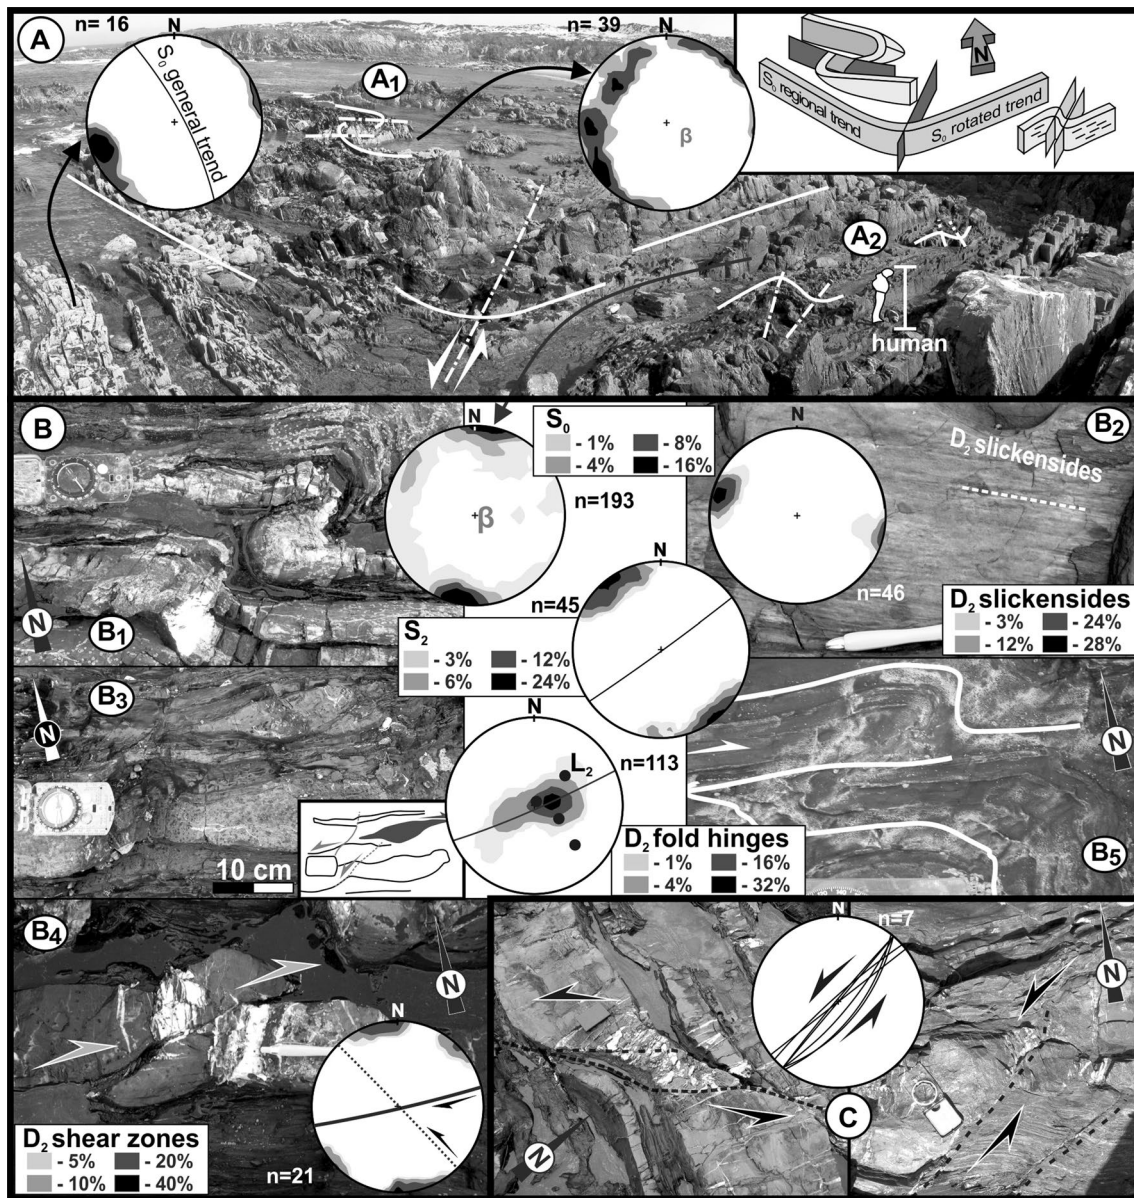 A
n= 16
N
S₀ general trend
A₁
n= 39
N
β
N
S₀ regional trend
S₀ rotated trend
A₂
human
B
N
β
n=193
S₀
- 1%
- 8%
- 4%
- 16%
N
n=46
D₂ slickensides
B₂
D₂ slickensides
- 3%
- 24%
- 12%
- 28%
N
B₁
n=45
N
S₂
- 3%
- 12%
- 6%
- 24%
B₃
N
10 cm
N
L₂
n=113
D₂ fold hinges
- 1%
- 16%
- 4%
- 32%
N
B₅
B₄
N
N
n=21
D₂ shear zones
- 5%
- 20%
- 10%
- 40%
N
n=7
N
C
N